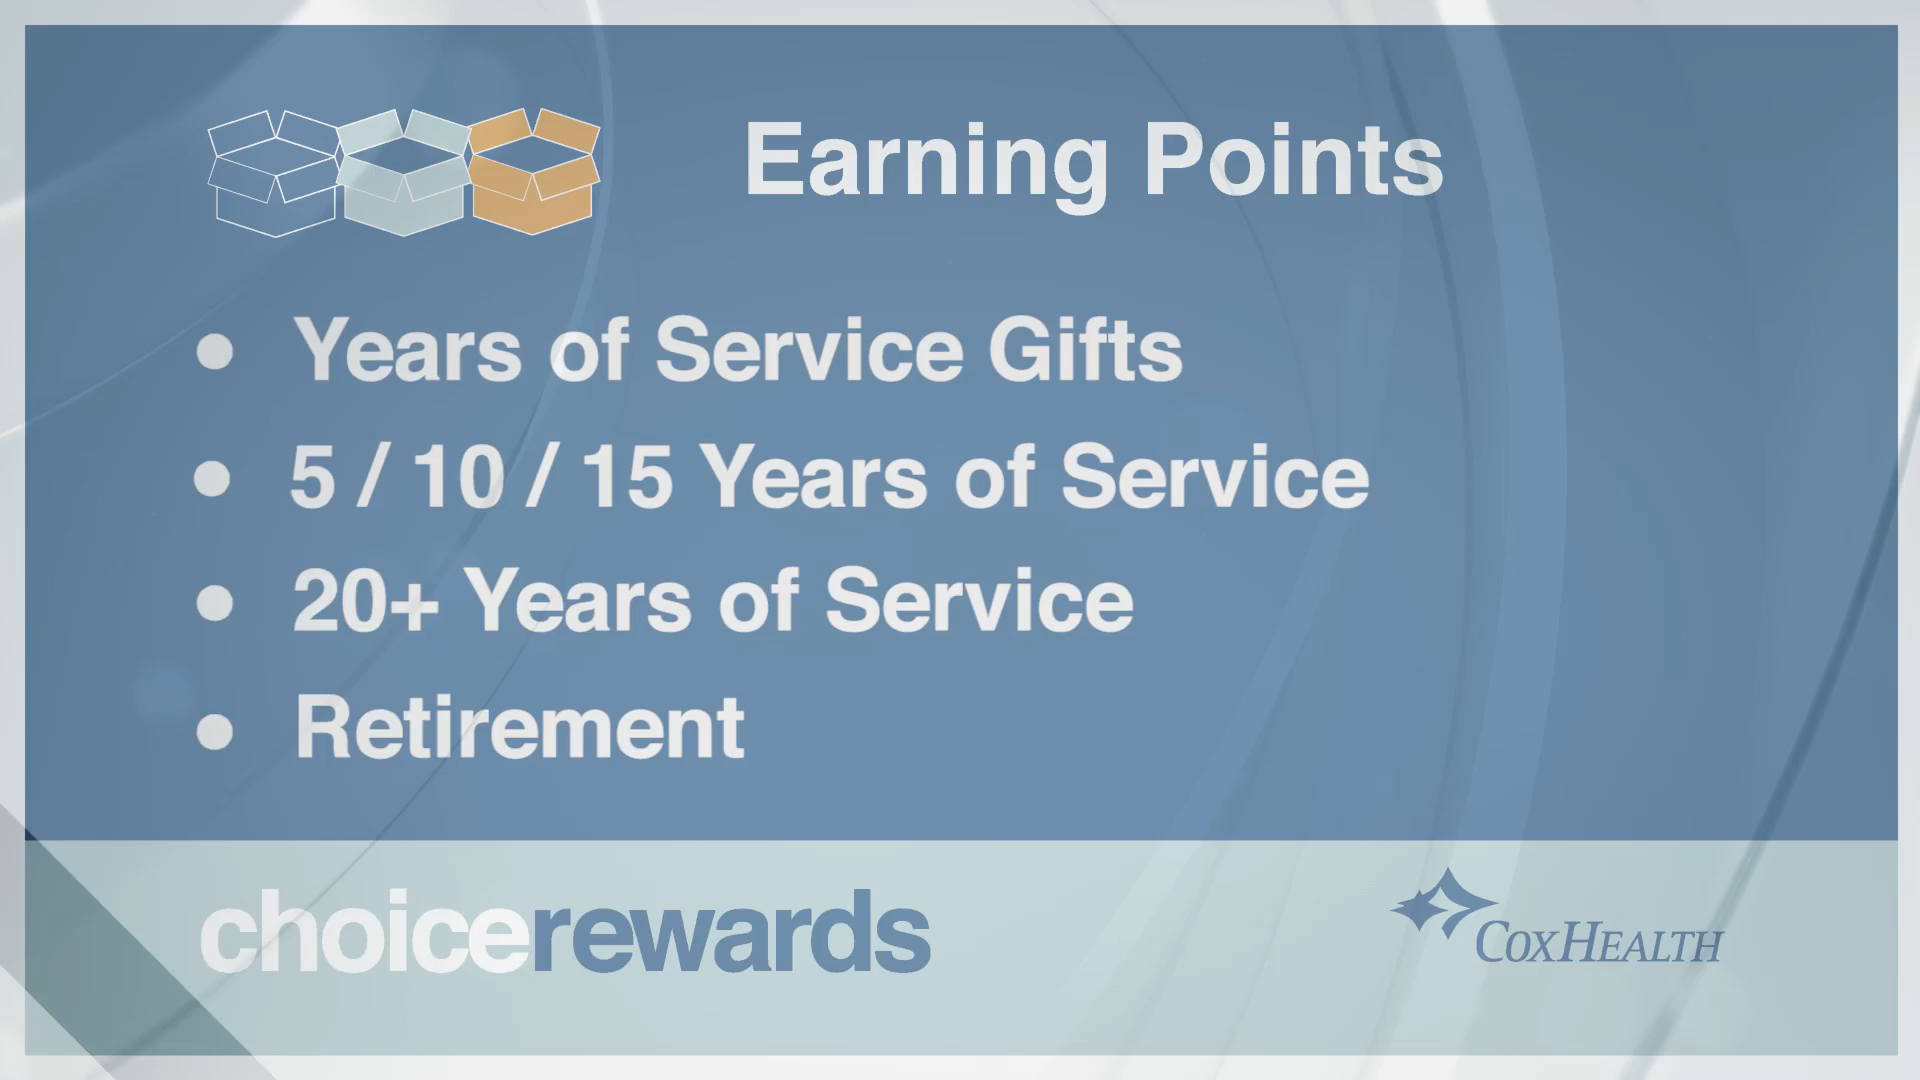 Earning Points
● Years of Service Gifts
● 5 / 10 / 15 Years of Service
● 20+ Years of Service
● Retirement
choicerewards
COXHEALTH